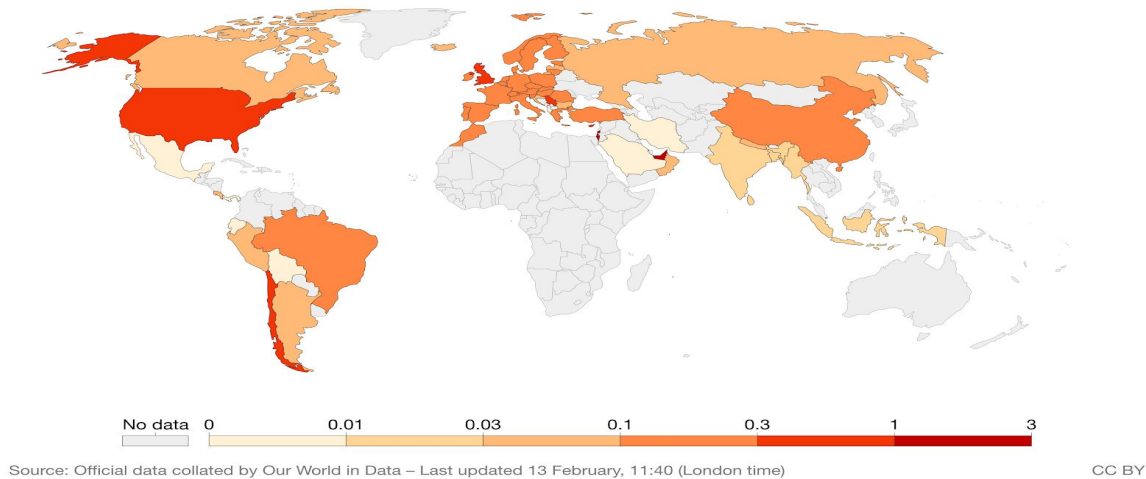 No data 0 0.01 0.03 0.1 0.3 1 3
Source: Official data collated by Our World in Data – Last updated 13 February, 11:40 (London time) CC BY